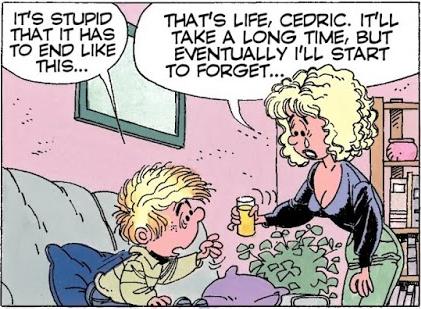 IT'S STUPID
THAT IT HAS
TO END LIKE
THIS...
THAT'S LIFE, CEDRIC. IT'LL
TAKE A LONG TIME, BUT
EVENTUALLY I'LL START
TO FORGET...